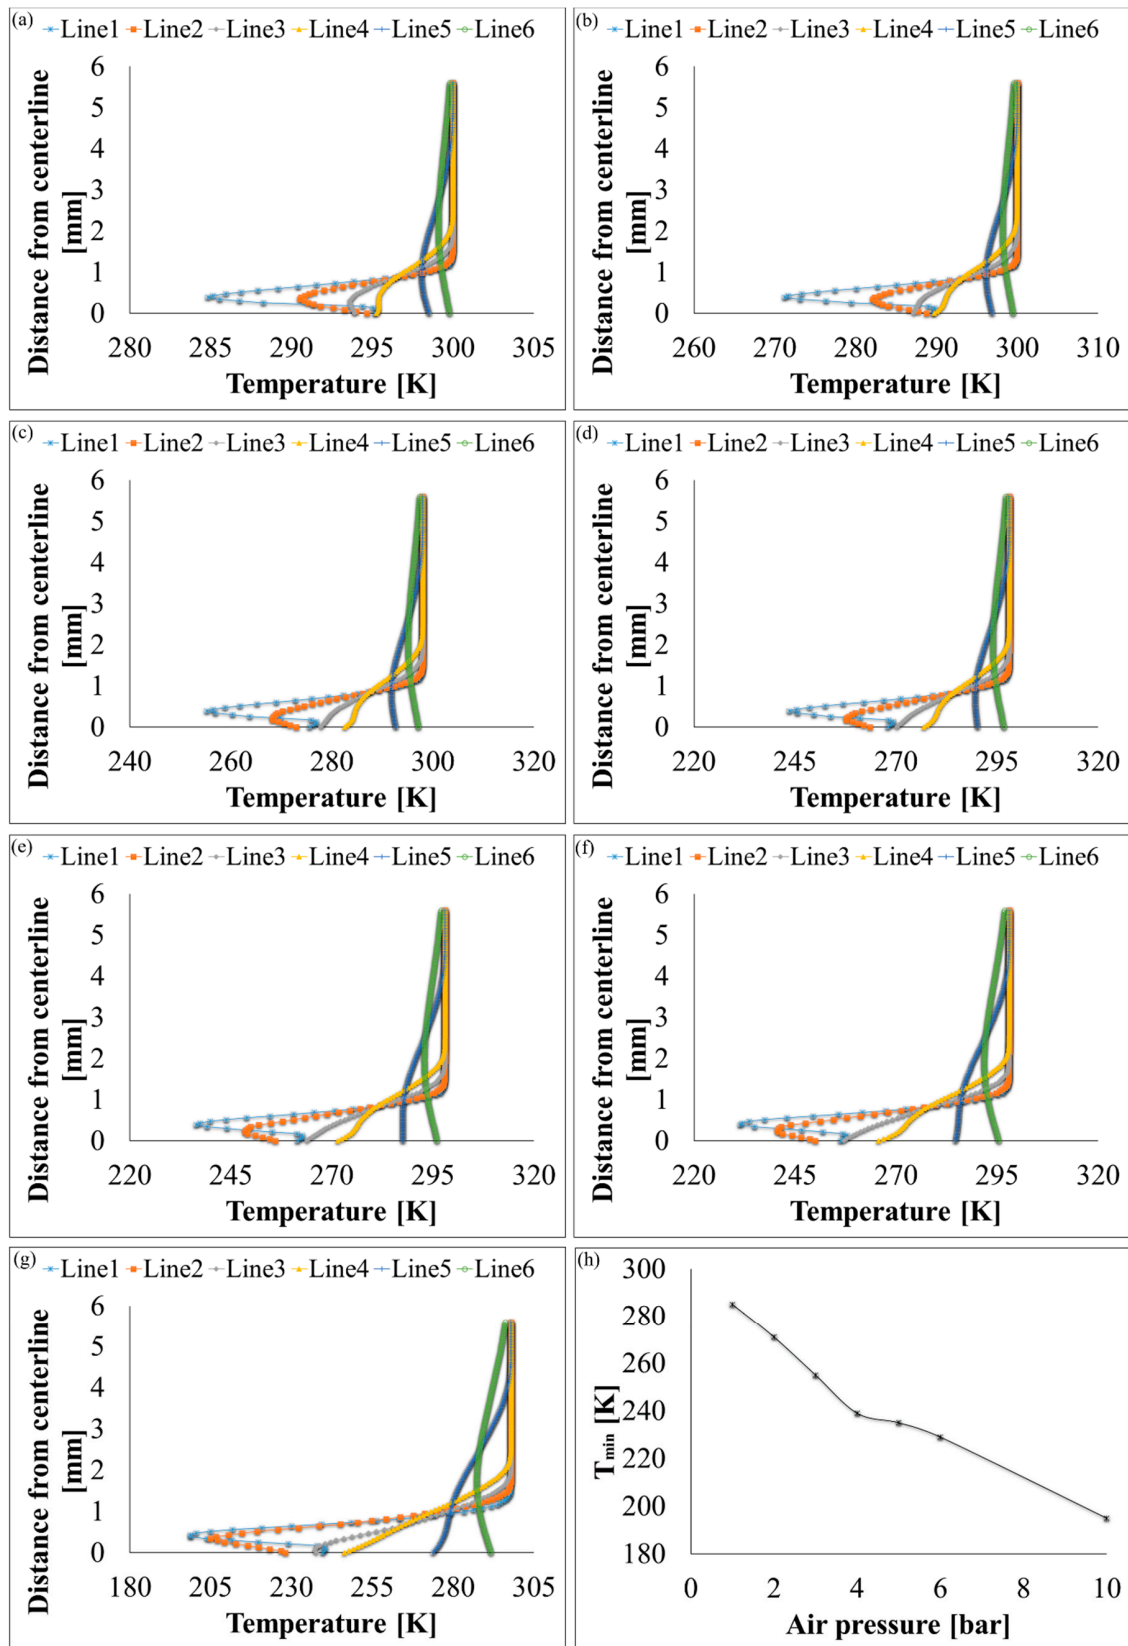 (a) Line1 Line2 Line3 Line4 Line5 Line6
Distance from centerline
[mm]
6
5
4
3
2
1
0
280 285 290 295 300 305
Temperature [K]
(b) Line1 Line2 Line3 Line4 Line5 Line6
Distance from centerline
[mm]
6
5
4
3
2
1
0
260 270 280 290 300 310
Temperature [K]
(c) Line1 Line2 Line3 Line4 Line5 Line6
Distance from centerline
[mm]
6
5
4
3
2
1
0
240 260 280 300 320
Temperature [K]
(d) Line1 Line2 Line3 Line4 Line5 Line6
Distance from centerline
[mm]
6
5
4
3
2
1
0
220 245 270 295 320
Temperature [K]
(e) Line1 Line2 Line3 Line4 Line5 Line6
Distance from centerline
[mm]
6
5
4
3
2
1
0
220 245 270 295 320
Temperature [K]
(f) Line1 Line2 Line3 Line4 Line5 Line6
Distance from centerline
[mm]
6
5
4
3
2
1
0
220 245 270 295 320
Temperature [K]
(g) Line1 Line2 Line3 Line4 Line5 Line6
Distance from centerline
[mm]
6
5
4
3
2
1
0
180 205 230 255 280 305
Temperature [K]
(h)
Tmin [K]
300
280
260
240
220
200
180
0 2 4 6 8 10
Air pressure [bar]